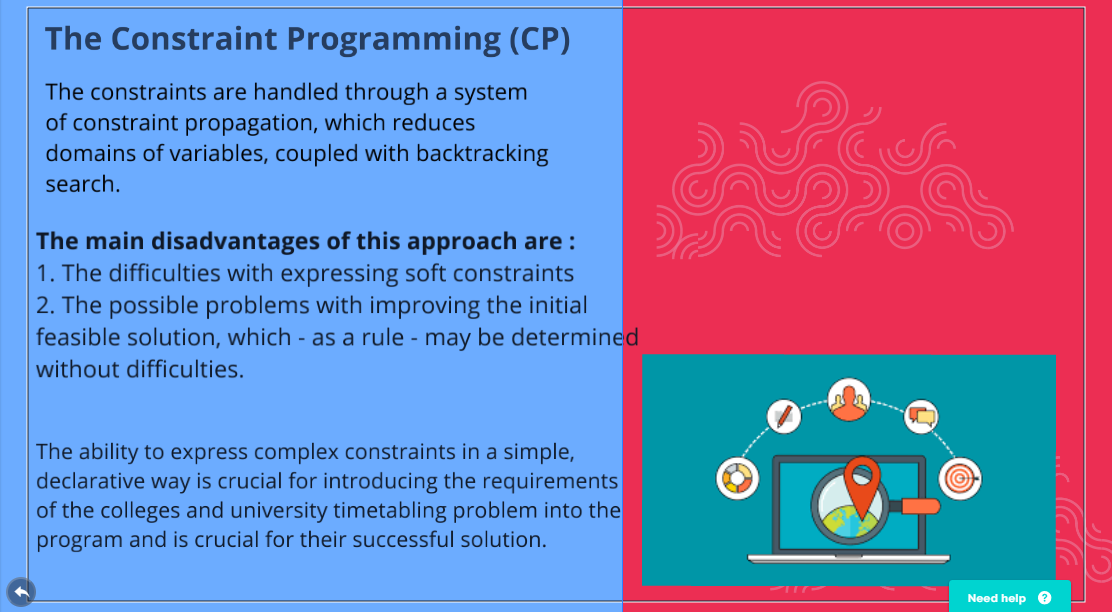 The Constraint Programming (CP)
The constraints are handled through a system
of constraint propagation, which reduces
domains of variables, coupled with backtracking
search.
The main disadvantages of this approach are :
1. The difficulties with expressing soft constraints
2. The possible problems with improving the initial
feasible solution, which - as a rule - may be determined
without difficulties.
The ability to express complex constraints in a simple,
declarative way is crucial for introducing the requirements
of the colleges and university timetabling problem into the
program and is crucial for their successful solution.
Need help ?